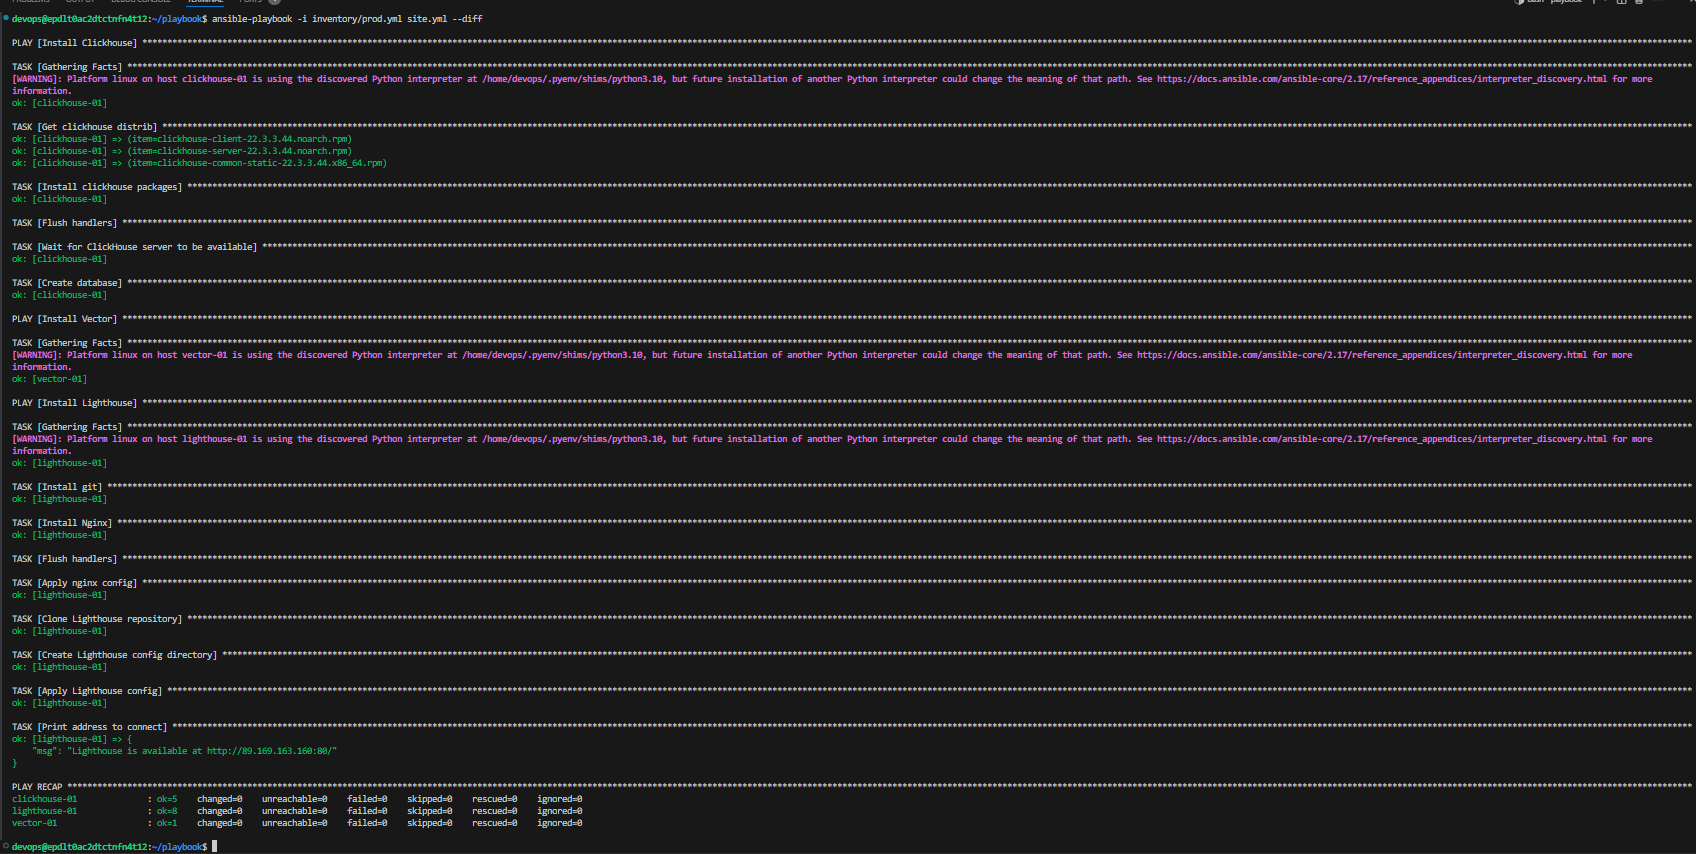 TERMINAL
devops@epdlt0ac2dtctnfn4t12:~/playbook$ ansible-playbook -i inventory/prod.yml site.yml --diff
PLAY [Install Clickhouse] ***
TASK [Gathering Facts] ***
[WARNING]: Platform linux on host clickhouse-01 is using the discovered Python interpreter at /home/devops/.pyenv/shims/python3.10, but future installation of another Python interpreter could change the meaning of that path. See https://docs.ansible.com/ansible-core/2.17/reference_appendices/interpreter_discovery.html for more
information.
ok: [clickhouse-01]
TASK [Get clickhouse distrib] ***
ok: [clickhouse-01] => (item=clickhouse-client-22.3.3.44.noarch.rpm)
ok: [clickhouse-01] => (item=clickhouse-server-22.3.3.44.noarch.rpm)
ok: [clickhouse-01] => (item=clickhouse-common-static-22.3.3.44.x86_64.rpm)
TASK [Install clickhouse packages] ***
ok: [clickhouse-01]
TASK [Flush handlers] ***
TASK [Wait for ClickHouse server to be available] ***
ok: [clickhouse-01]
TASK [Create database] ***
ok: [clickhouse-01]
PLAY [Install Vector] ***
TASK [Gathering Facts] ***
[WARNING]: Platform linux on host vector-01 is using the discovered Python interpreter at /home/devops/.pyenv/shims/python3.10, but future installation of another Python interpreter could change the meaning of that path. See https://docs.ansible.com/ansible-core/2.17/reference_appendices/interpreter_discovery.html for more
information.
ok: [vector-01]
PLAY [Install Lighthouse] ***
TASK [Gathering Facts] ***
[WARNING]: Platform linux on host lighthouse-01 is using the discovered Python interpreter at /home/devops/.pyenv/shims/python3.10, but future installation of another Python interpreter could change the meaning of that path. See https://docs.ansible.com/ansible-core/2.17/reference_appendices/interpreter_discovery.html for more
information.
ok: [lighthouse-01]
TASK [Install git] ***
ok: [lighthouse-01]
TASK [Install Nginx] ***
ok: [lighthouse-01]
TASK [Flush handlers] ***
TASK [Apply nginx config] ***
ok: [lighthouse-01]
TASK [Clone Lighthouse repository] ***
ok: [lighthouse-01]
TASK [Create Lighthouse config directory] ***
ok: [lighthouse-01]
TASK [Apply Lighthouse config] ***
ok: [lighthouse-01]
TASK [Print address to connect] ***
ok: [lighthouse-01] => {
    "msg": "Lighthouse is available at http://89.169.163.160:80/"
}
PLAY RECAP ***
clickhouse-01 : ok=5 changed=0 unreachable=0 failed=0 skipped=0 rescued=0 ignored=0
lighthouse-01 : ok=8 changed=0 unreachable=0 failed=0 skipped=0 rescued=0 ignored=0
vector-01 : ok=1 changed=0 unreachable=0 failed=0 skipped=0 rescued=0 ignored=0
devops@epdlt0ac2dtctnfn4t12:~/playbook$